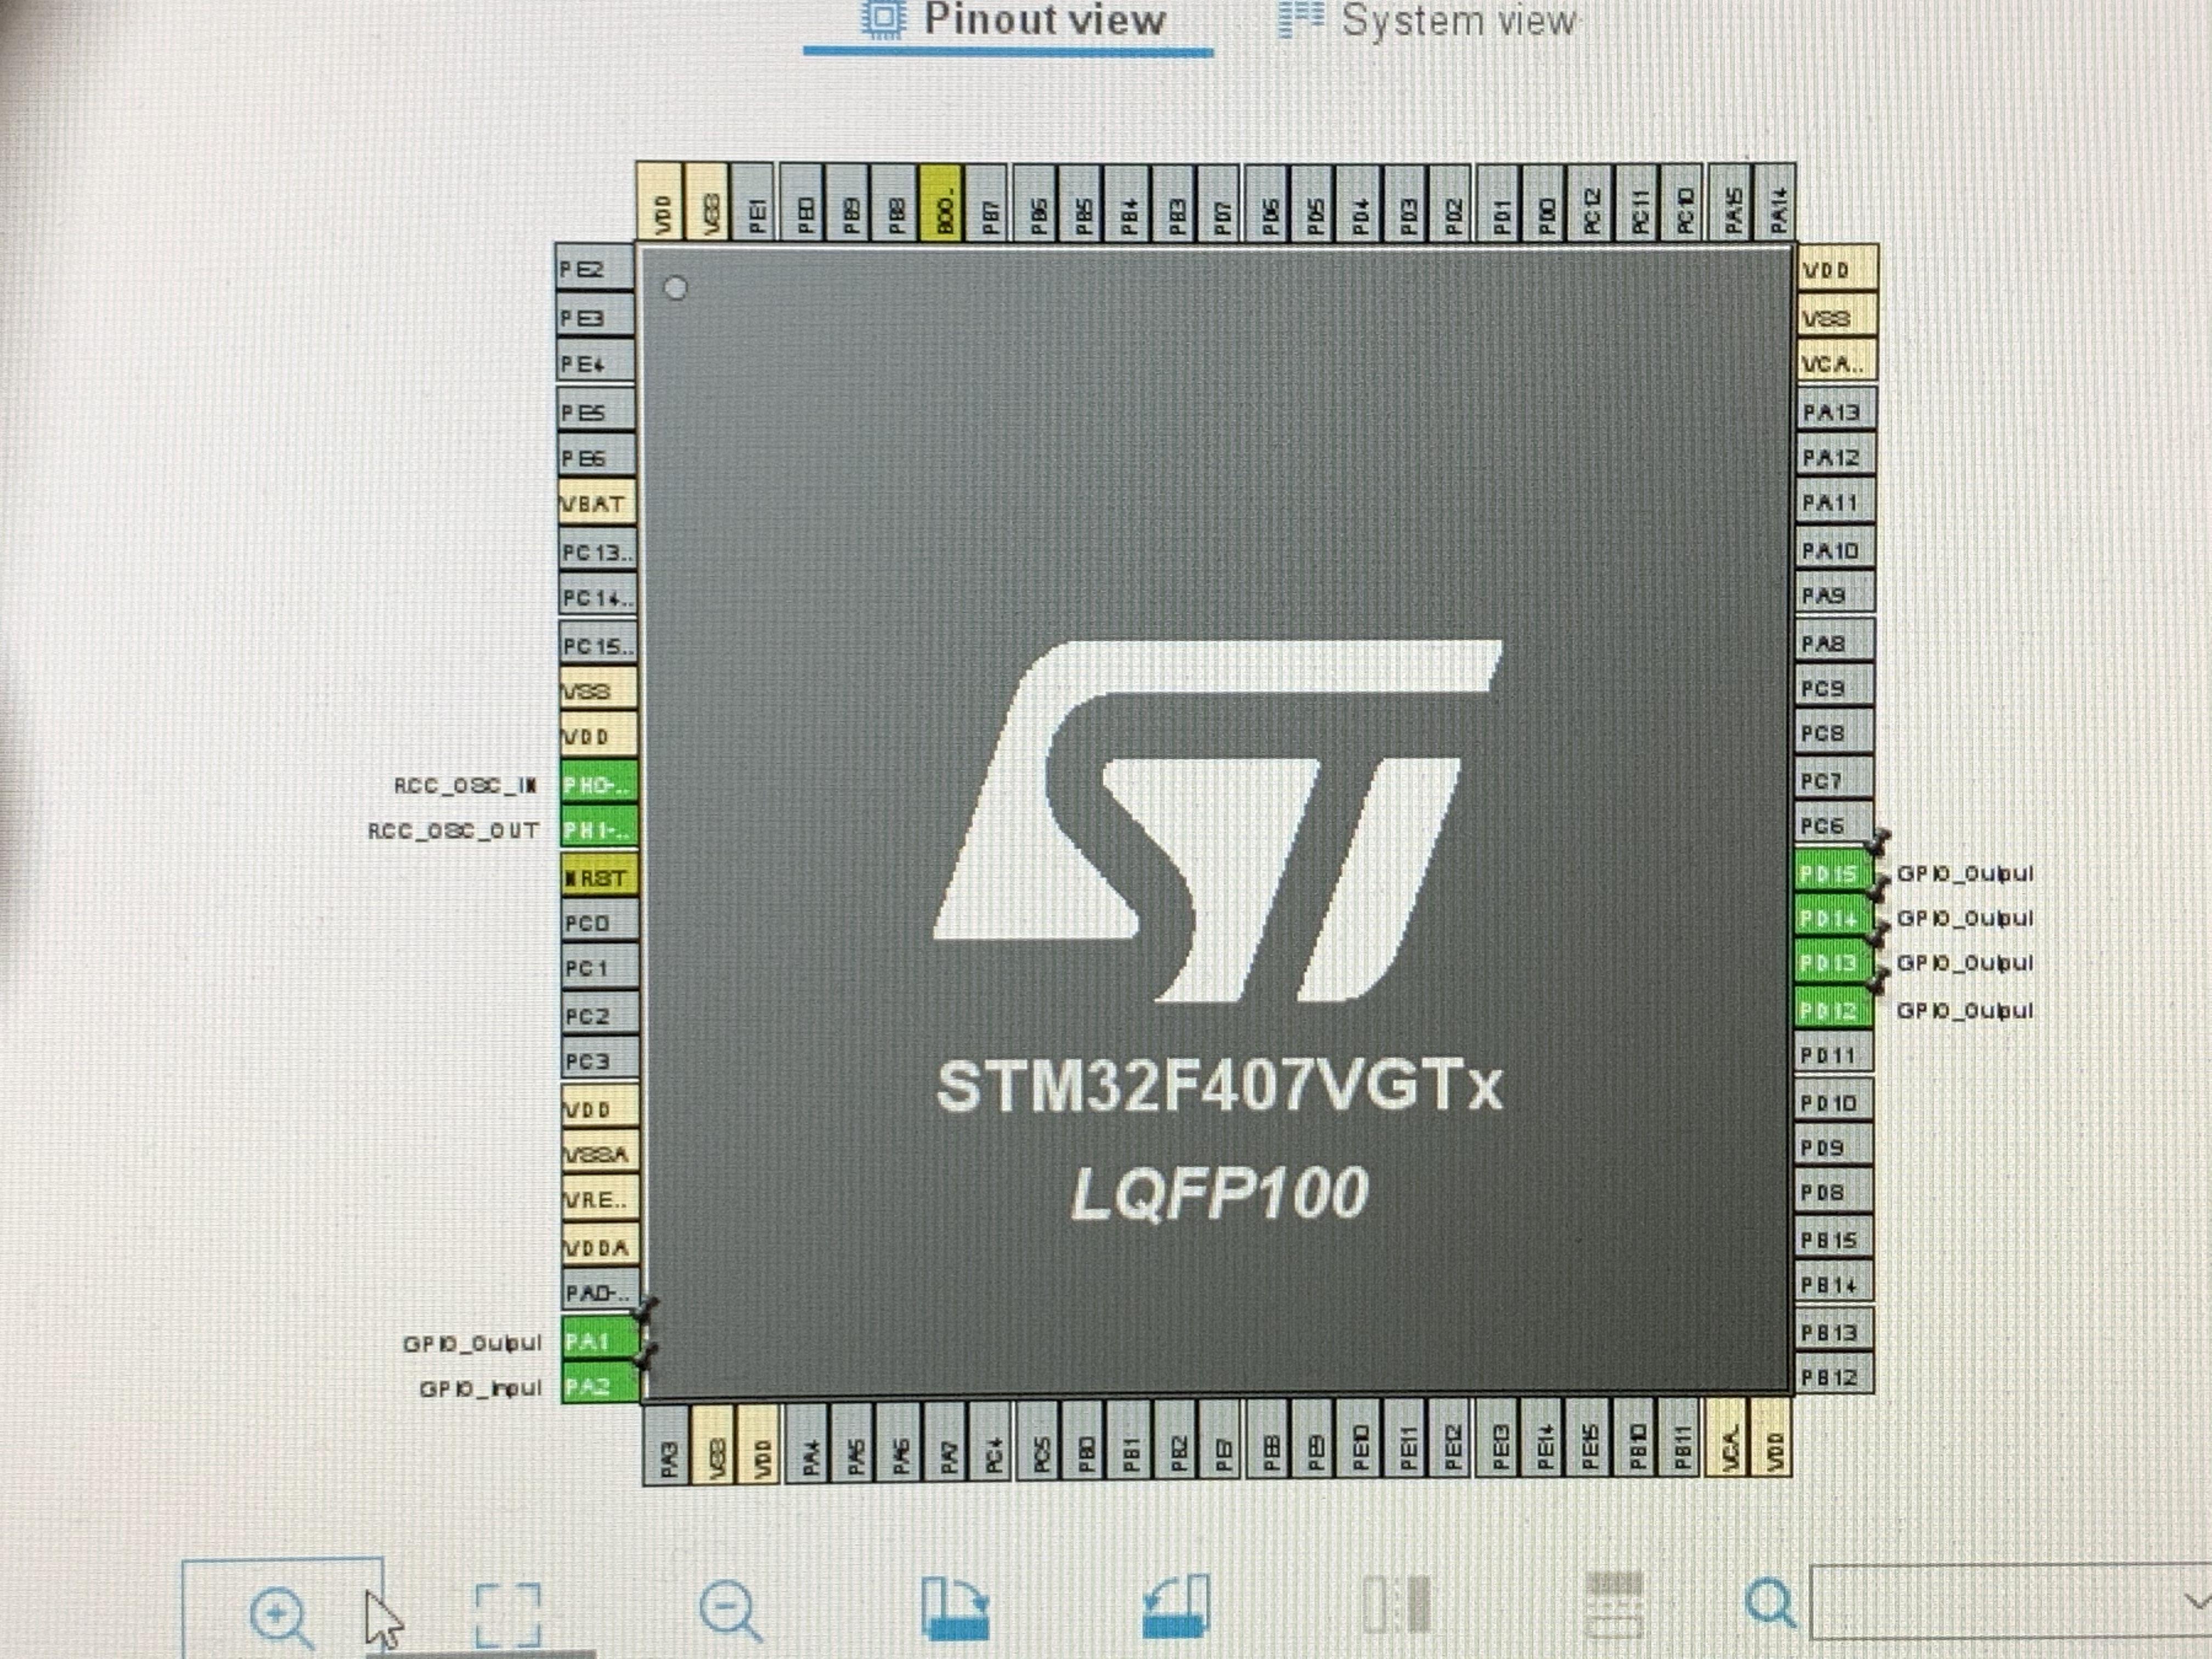 Pinout view
System view
VDD
VSS
PE1
PE0
PB9
PB8
BOO..
PB7
PB6
PB5
PB4
PB3
PD7
PD6
PD5
PD4
PD3
PD2
PD1
PD0
PC12
PC11
PC10
PA15
PA14
PE2
PE3
PE4
PE5
PE6
VBAT
PC13..
PC14..
PC15..
VSS
VDD
RCC_OSC_IN PH0-..
RCC_OSC_OUT PH1-..
NRST
PC0
PC1
PC2
PC3
VDD
VSSA
VRE..
VDDA
PA0-..
GPIO_Output PA1
GPIO_Input PA2
ST
STM32F407VGTx
LQFP100
VDD
VSS
VCA..
PA13
PA12
PA11
PA10
PA9
PA8
PC9
PC8
PC7
PC6
PD15 GPIO_Output
PD14 GPIO_Output
PD13 GPIO_Output
PD12 GPIO_Output
PD11
PD10
PD9
PD8
PB15
PB14
PB13
PB12
PA3
VSS
VDD
PA4
PA5
PA6
PA7
PC4
PC5
PB0
PB1
PB2
PE7
PE8
PE9
PE10
PE11
PE12
PE13
PE14
PE15
PB10
PB11
VCA..
VDD